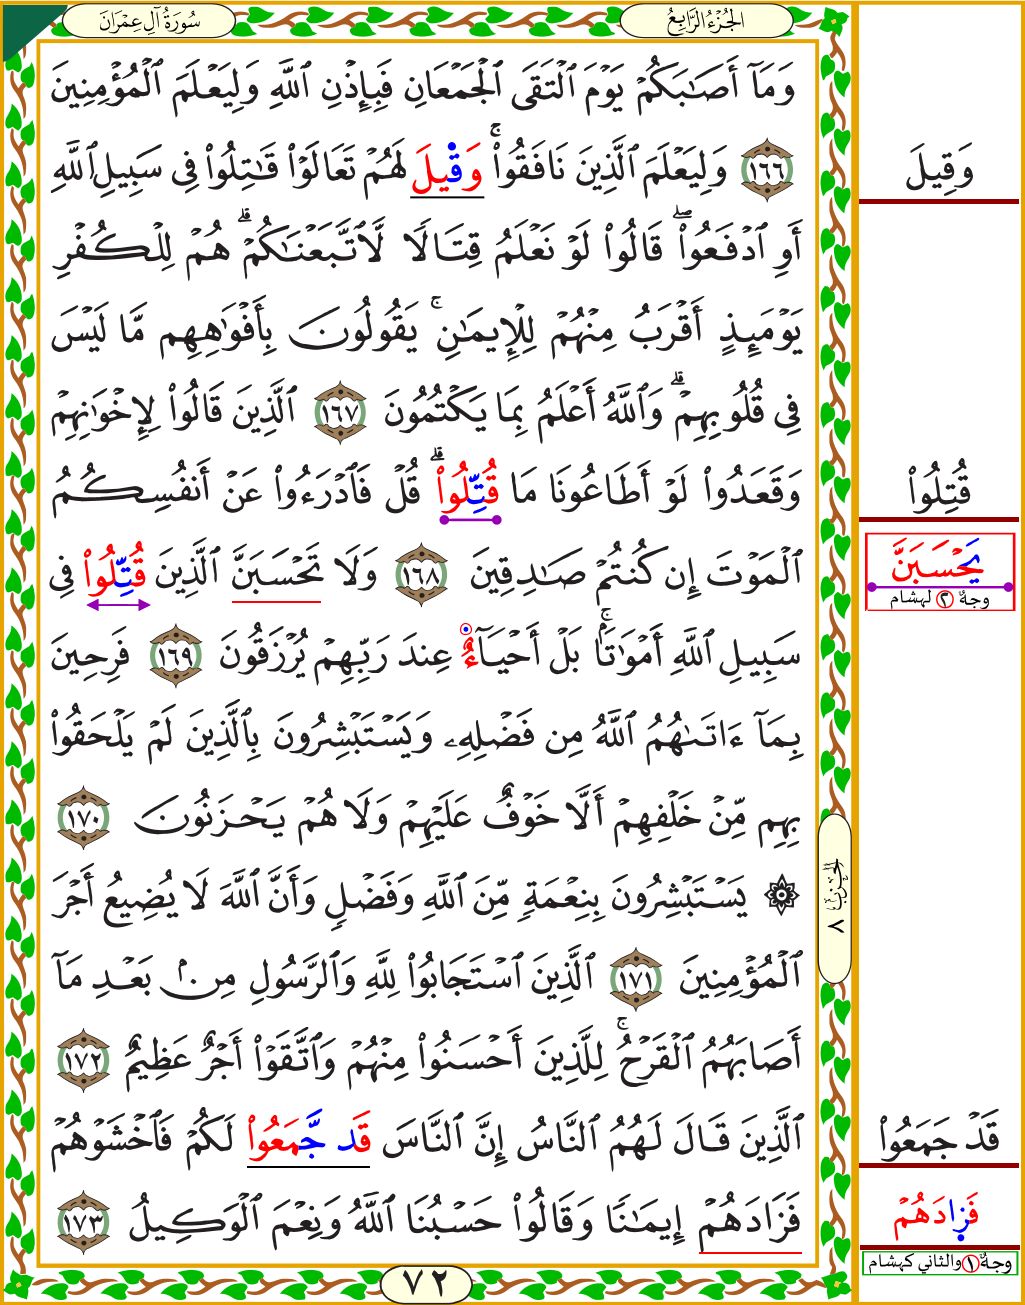 سُورَةُ آلِ عِمْرَانَ
الجُزْءُ الرَّابِعُ
وَمَآ أَصَـٰبَكُمْ يَوْمَ ٱلْتَقَى ٱلْجَمْعَانِ فَبِإِذْنِ ٱللَّهِ وَلِيَعْلَمَ ٱلْمُؤْمِنِينَ
١٦٦ وَلِيَعْلَمَ ٱلَّذِينَ نَافَقُوا۟ۚ وَقِيلَ لَهُمْ تَعَالَوْا۟ قَـٰتِلُوا۟ فِى سَبِيلِ ٱللَّهِ
أَوِ ٱدْفَعُوا۟ۖ قَالُوا۟ لَوْ نَعْلَمُ قِتَالًا لَّٱتَّبَعْنَـٰكُمْۗ هُمْ لِلْكُفْرِ
يَوْمَئِذٍ أَقْرَبُ مِنْهُمْ لِلْإِيمَـٰنِۚ يَقُولُونَ بِأَفْوَٰهِهِم مَّا لَيْسَ
فِى قُلُوبِهِمْۗ وَٱللَّهُ أَعْلَمُ بِمَا يَكْتُمُونَ ١٦٧ ٱلَّذِينَ قَالُوا۟ لِإِخْوَٰنِهِمْ
وَقَعَدُوا۟ لَوْ أَطَاعُونَا مَا قُتِّلُوا۟ۗ قُلْ فَٱدْرَءُوا۟ عَنْ أَنفُسِكُمُ
ٱلْمَوْتَ إِن كُنتُمْ صَـٰدِقِينَ ١٦٨ وَلَا تَحْسَبَنَّ ٱلَّذِينَ قُتِّلُوا۟ فِى
سَبِيلِ ٱللَّهِ أَمْوَٰتًۢاۚ بَلْ أَحْيَآءٌ عِندَ رَبِّهِمْ يُرْزَقُونَ ١٦٩ فَرِحِينَ
بِمَآ ءَاتَىٰهُمُ ٱللَّهُ مِن فَضْلِهِۦ وَيَسْتَبْشِرُونَ بِٱلَّذِينَ لَمْ يَلْحَقُوا۟
بِهِم مِّنْ خَلْفِهِمْ أَلَّا خَوْفٌ عَلَيْهِمْ وَلَا هُمْ يَحْزَنُونَ ١٧٠
۞ يَسْتَبْشِرُونَ بِنِعْمَةٍ مِّنَ ٱللَّهِ وَفَضْلٍ وَأَنَّ ٱللَّهَ لَا يُضِيعُ أَجْرَ
ٱلْمُؤْمِنِينَ ١٧١ ٱلَّذِينَ ٱسْتَجَابُوا۟ لِلَّهِ وَٱلرَّسُولِ مِنۢ بَعْدِ مَآ
أَصَابَهُمُ ٱلْقَرْحُۚ لِلَّذِينَ أَحْسَنُوا۟ مِنْهُمْ وَٱتَّقَوْا۟ أَجْرٌ عَظِيمٌ ١٧٢
ٱلَّذِينَ قَالَ لَهُمُ ٱلنَّاسُ إِنَّ ٱلنَّاسَ قَد جَّمَعُوا۟ لَكُمْ فَٱخْشَوْهُمْ
فَزَادَهُمْ إِيمَـٰنًا وَقَالُوا۟ حَسْبُنَا ٱللَّهُ وَنِعْمَ ٱلْوَكِيلُ ١٧٣
٧٢
الحزب ٨
وَقِيلَ
قُتِلُوا۟
يَحْسَبَنَّ
وجهٌ ٢ لهشام
قَدْ جَمَعُوا۟
فَزَادَهُمْ
وجهٌ ١ والثاني كهشام